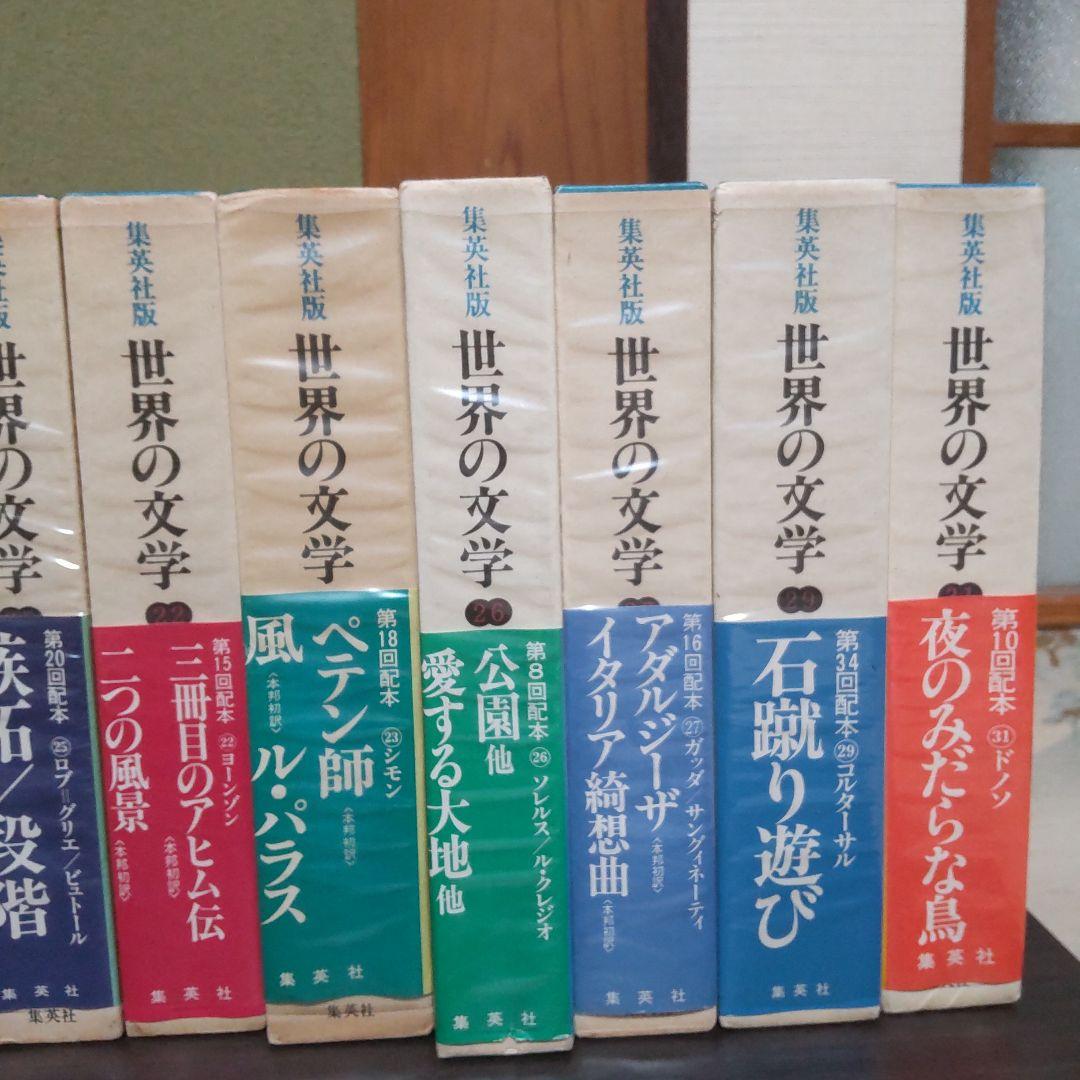 集英社版
世界の文学
第20回配本
㉕ロブ＝グリエ／ビュトール
段階
集英社
集英社
集英社版
世界の文学
22
第15回配本
㉒ヨーンゾン
三冊目のアヒム伝
〈本邦初訳〉
二つの風景
〈本邦初訳〉
集英社
集英社版
世界の文学
第18回配本
㉓シモン
ペテン師
〈本邦初訳〉
風
〈本邦初訳〉
ル・パラス
集英社
集英社版
世界の文学
26
第8回配本
㉖ソレルス／ル・クレジオ
公園他
愛する大地他
集英社
集英社版
世界の文学
第16回配本
㉗ガッダ サングィネーティ
アダルジーザ
〈本邦初訳〉
イタリア綺想曲
〈本邦初訳〉
集英社
集英社版
世界の文学
29
第34回配本
㉙コルターサル
石蹴り遊び
集英社
集英社版
世界の文学
第10回配本
㉛ドノソ
夜のみだらな鳥
集英社